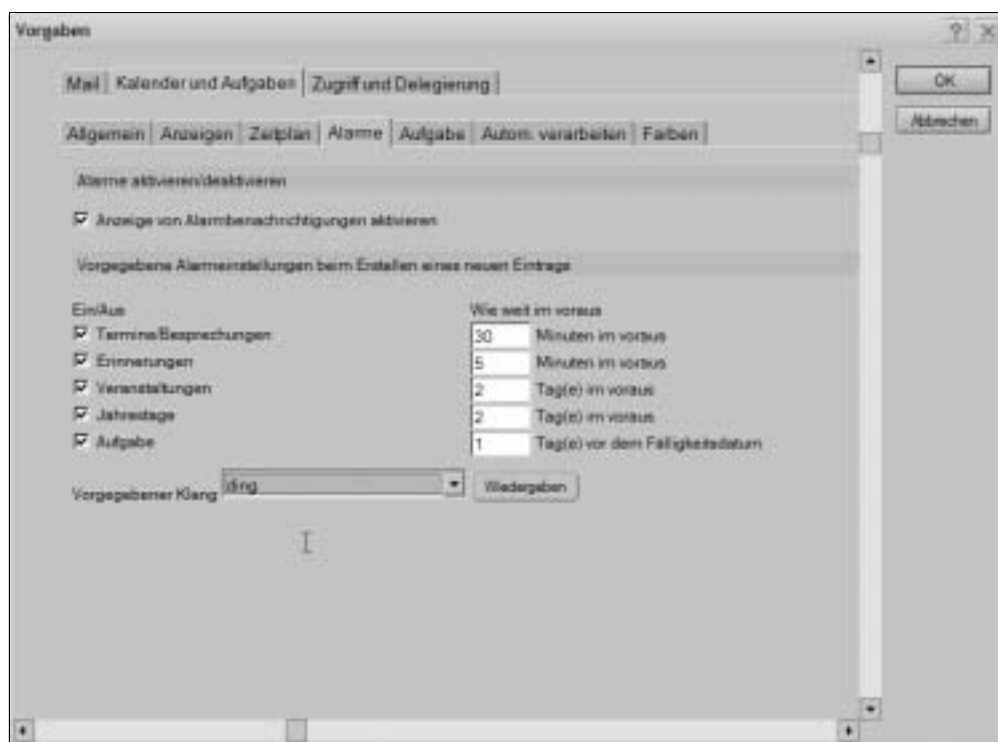 Vorgaben
OK
Abbrechen
Mail Kalender und Aufgaben Zugriff und Delegierung
Allgemein Anzeigen Zeitplan Alarme Aufgabe Autom. verarbeiten Farben
Alarme aktivieren/deaktivieren
Anzeige von Alarmbenachrichtigungen aktivieren
Vorgegebene Alarmeinstellungen beim Erstellen eines neuen Eintrags
Ein/Aus Wie weit im voraus
Termine/Besprechungen 30 Minuten im voraus
Erinnerungen 5 Minuten im voraus
Veranstaltungen 2 Tag(e) im voraus
Jahrestage 2 Tag(e) im voraus
Aufgabe 1 Tag(e) vor dem Fälligkeitsdatum
Vorgegebener Klang ding Wiedergeben